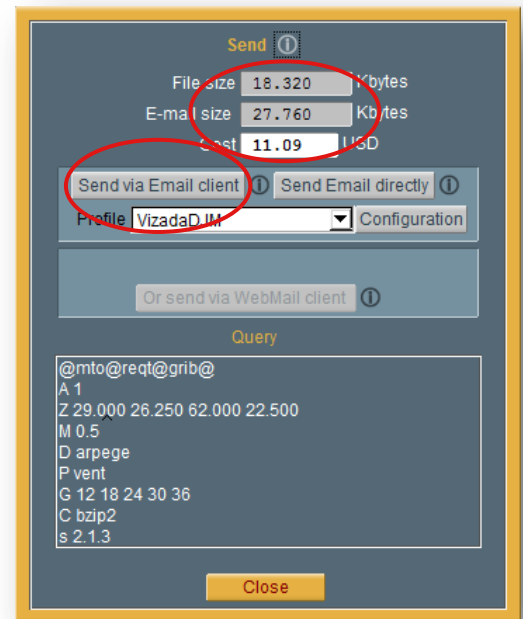 Send
File size 18.320 Kbytes
E-mail size 27.760 Kbytes
Cost 11.09 USD
Send via Email client Send Email directly
Profile VizadaDJM Configuration
Or send via WebMail client
Query
@mto@reqt@grib@
A 1
Z 29.000 26.250 62.000 22.500
M 0.5
D arpege
P vent
G 12 18 24 30 36
C bzip2
s 2.1.3
Close